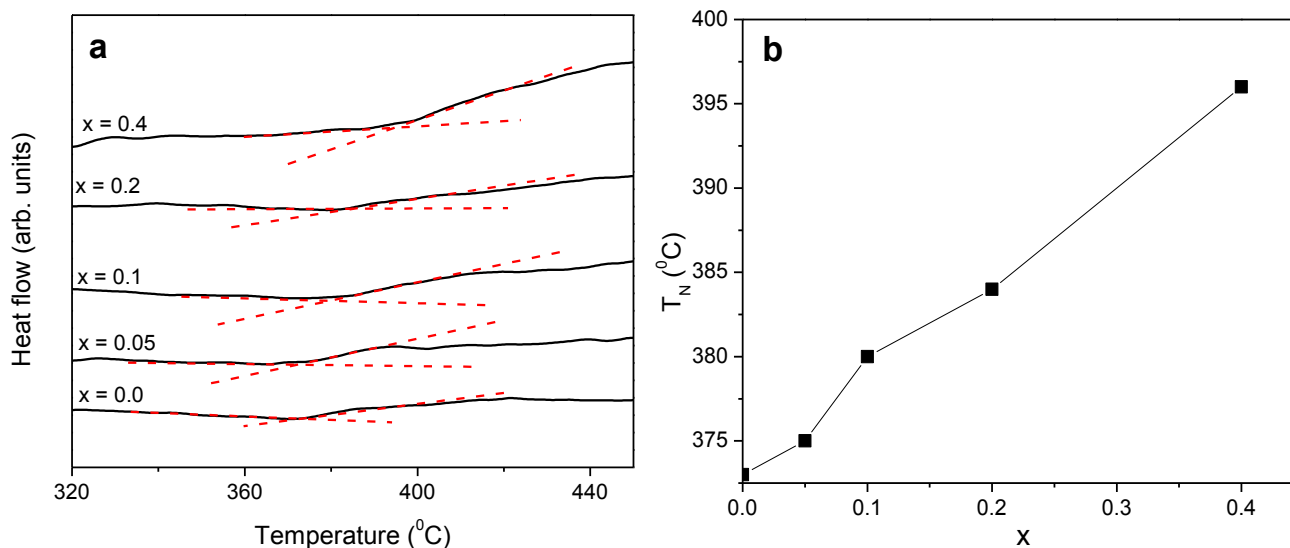 a
x = 0.4
x = 0.2
x = 0.1
x = 0.05
x = 0.0
Heat flow (arb. units)
320 360 400 440
Temperature (⁰C)
b
400
395
390
385
380
375
T_N (⁰C)
0.0 0.1 0.2 0.3 0.4
x